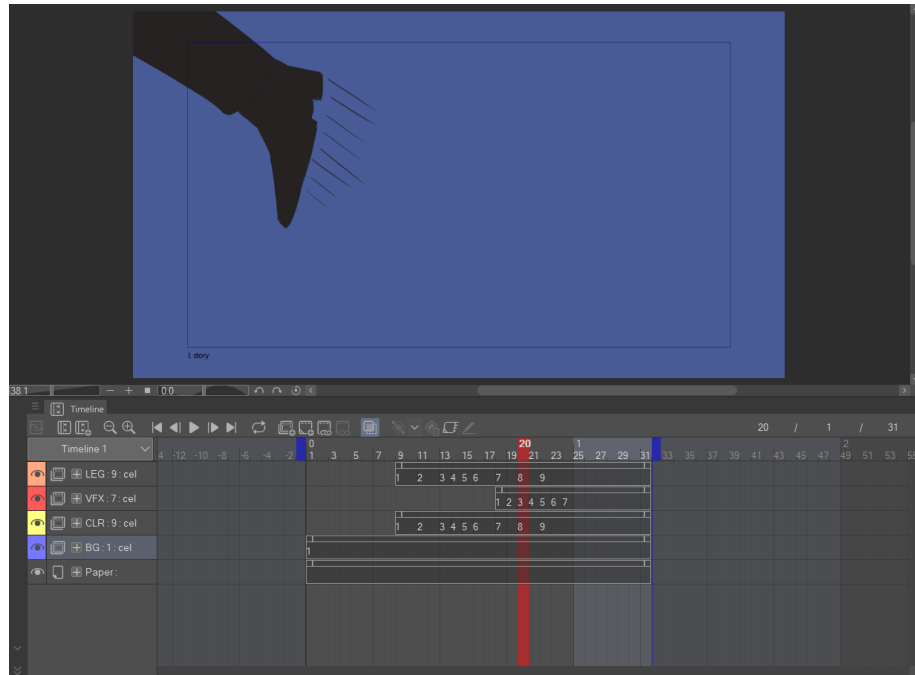 1 story
38.1 0.0
Timeline
20 / 1 / 31
Timeline 1
0 20 1 2
4 -12 -10 -8 -6 -4 -2 1 3 5 7 9 11 13 15 17 19 21 23 25 27 29 31 33 35 37 39 41 43 45 47 49 51 53 55
LEG : 9 : cel 1 2 3 4 5 6 7 8 9
VFX : 7 : cel 1 2 3 4 5 6 7
CLR : 9 : cel 1 2 3 4 5 6 7 8 9
BG : 1 : cel 1
Paper :